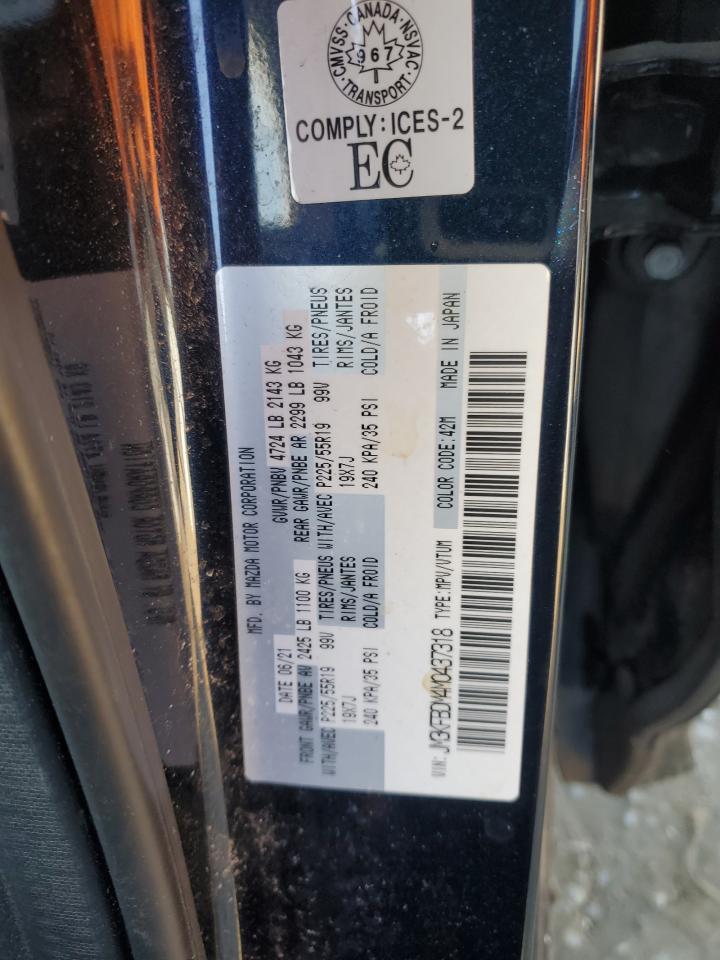 CMVSS · CANADA · NSVAC
967
TRANSPORT
COMPLY:ICES-2
EC
MFD. BY MAZDA MOTOR CORPORATION
DATE 06/21 GVWR/PNBV 4724 LB 2143 KG
FRONT GAWR/PNBE AV 2425 LB 1100 KG REAR GAWR/PNBE AR 2299 LB 1043 KG
WITH/AVEC P225/55R19 99V TIRES/PNEUS WITH/AVEC P225/55R19 99V TIRES/PNEUS
19X7J RIMS/JANTES 19X7J RIMS/JANTES
240 KPA/35 PSI COLD/A FROID 240 KPA/35 PSI COLD/A FROID
VIN: JM3KFBDM4M0437318 TYPE:MPV/VTUM COLOR CODE:42M MADE IN JAPAN